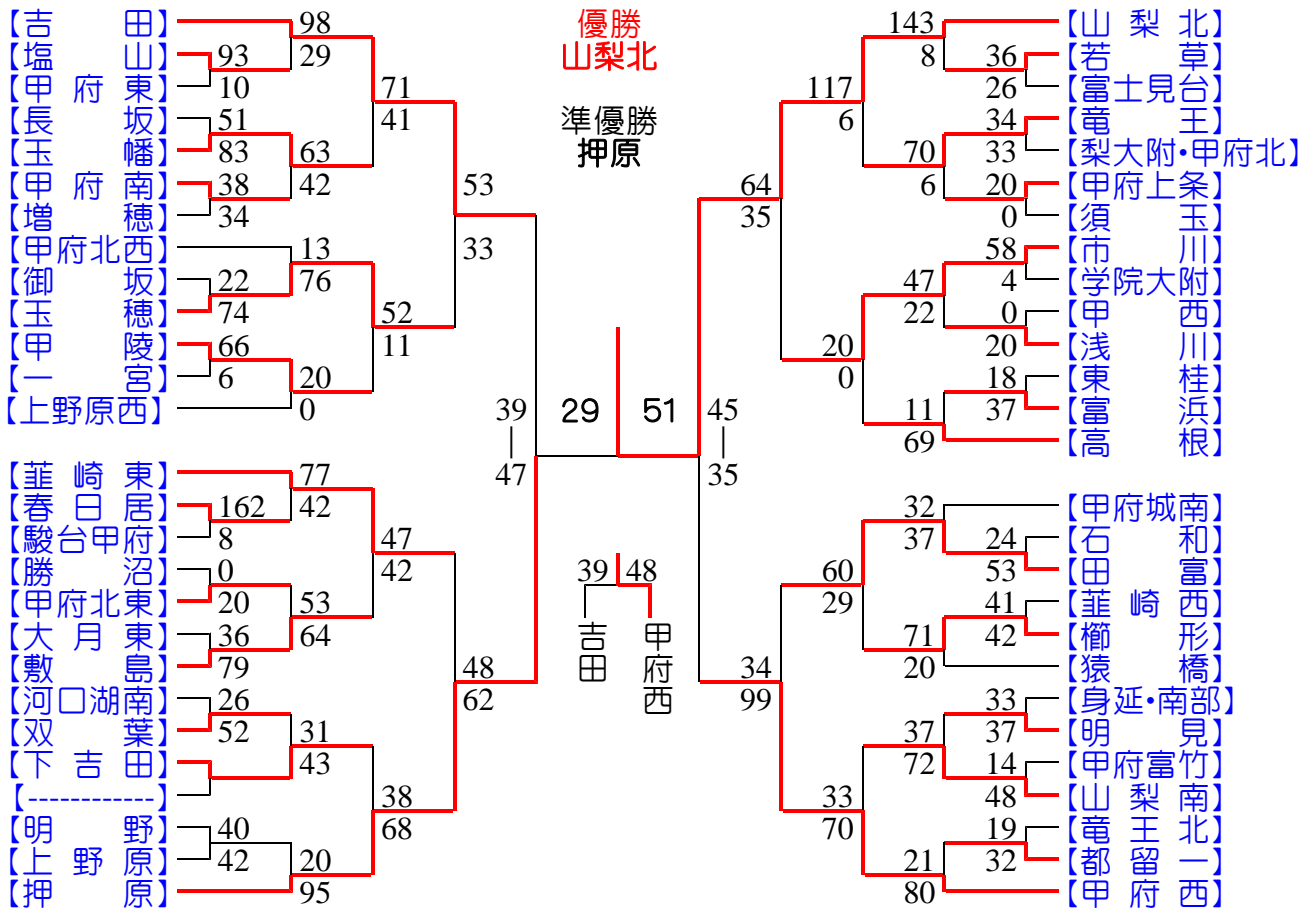 優勝
山梨北
準優勝
押原
【吉田】
98
【塩山】
93
29
【甲府東】
10
71
【長坂】
51
41
【玉幡】
83
63
【甲府南】
38
42
【増穂】
34
53
【甲府北西】
13
33
【御坂】
22
76
【玉穂】
74
52
【甲陵】
66
11
【一宮】
6
20
【上野原西】
0
39
|
47
29
51
45
|
35
【韮崎東】
77
【春日居】
162
42
【駿台甲府】
8
47
【勝沼】
0
42
【甲府北東】
20
53
【大月東】
36
64
【敷島】
79
48
【河口湖南】
26
62
【双葉】
52
31
【下吉田】
43
【------------】
38
【明野】
40
68
【上野原】
42
20
【押原】
95
39
48
吉田
甲府西
143
【山梨北】
8
36
【若草】
117
26
【富士見台】
6
34
【竜王】
70
33
【梨大附・甲府北】
64
6
20
【甲府上条】
35
0
【須玉】
58
【市川】
47
4
【学院大附】
22
0
【甲西】
20
20
【浅川】
0
18
【東桂】
11
37
【富浜】
69
【高根】
32
【甲府城南】
37
24
【石和】
60
53
【田富】
29
41
【韮崎西】
71
42
【櫛形】
34
20
【猿橋】
99
33
【身延・南部】
37
37
【明見】
72
14
【甲府富竹】
33
48
【山梨南】
70
19
【竜王北】
21
32
【都留一】
80
【甲府西】